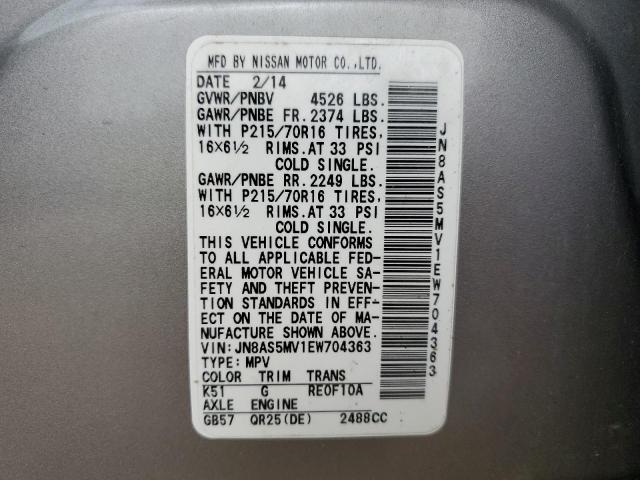 MFD BY NISSAN MOTOR CO.,LTD.
DATE 2/14
GVWR/PNBV 4526 LBS.
GAWR/PNBE FR. 2374 LBS.
WITH P215/70R16 TIRES,
16X6½ RIMS. AT 33 PSI
COLD SINGLE.
GAWR/PNBE RR. 2249 LBS.
WITH P215/70R16 TIRES,
16X6½ RIMS. AT 33 PSI
COLD SINGLE.
THIS VEHICLE CONFORMS
TO ALL APPLICABLE FED-
ERAL MOTOR VEHICLE SA-
FETY AND THEFT PREVEN-
TION STANDARDS IN EFF-
ECT ON THE DATE OF MA-
NUFACTURE SHOWN ABOVE.
VIN: JN8AS5MV1EW704363
TYPE: MPV
COLOR TRIM TRANS
K51 G RE0F10A
AXLE ENGINE
GB57 QR25(DE) 2488CC
JN8AS5MV1EW704363